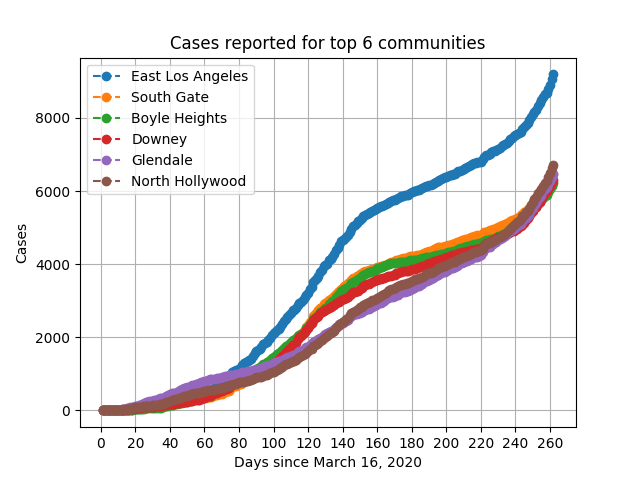 Cases reported for top 6 communities
East Los Angeles
South Gate
Boyle Heights
Downey
Glendale
North Hollywood
8000
6000
4000
2000
0
Cases
0 20 40 60 80 100 120 140 160 180 200 220 240 260
Days since March 16, 2020